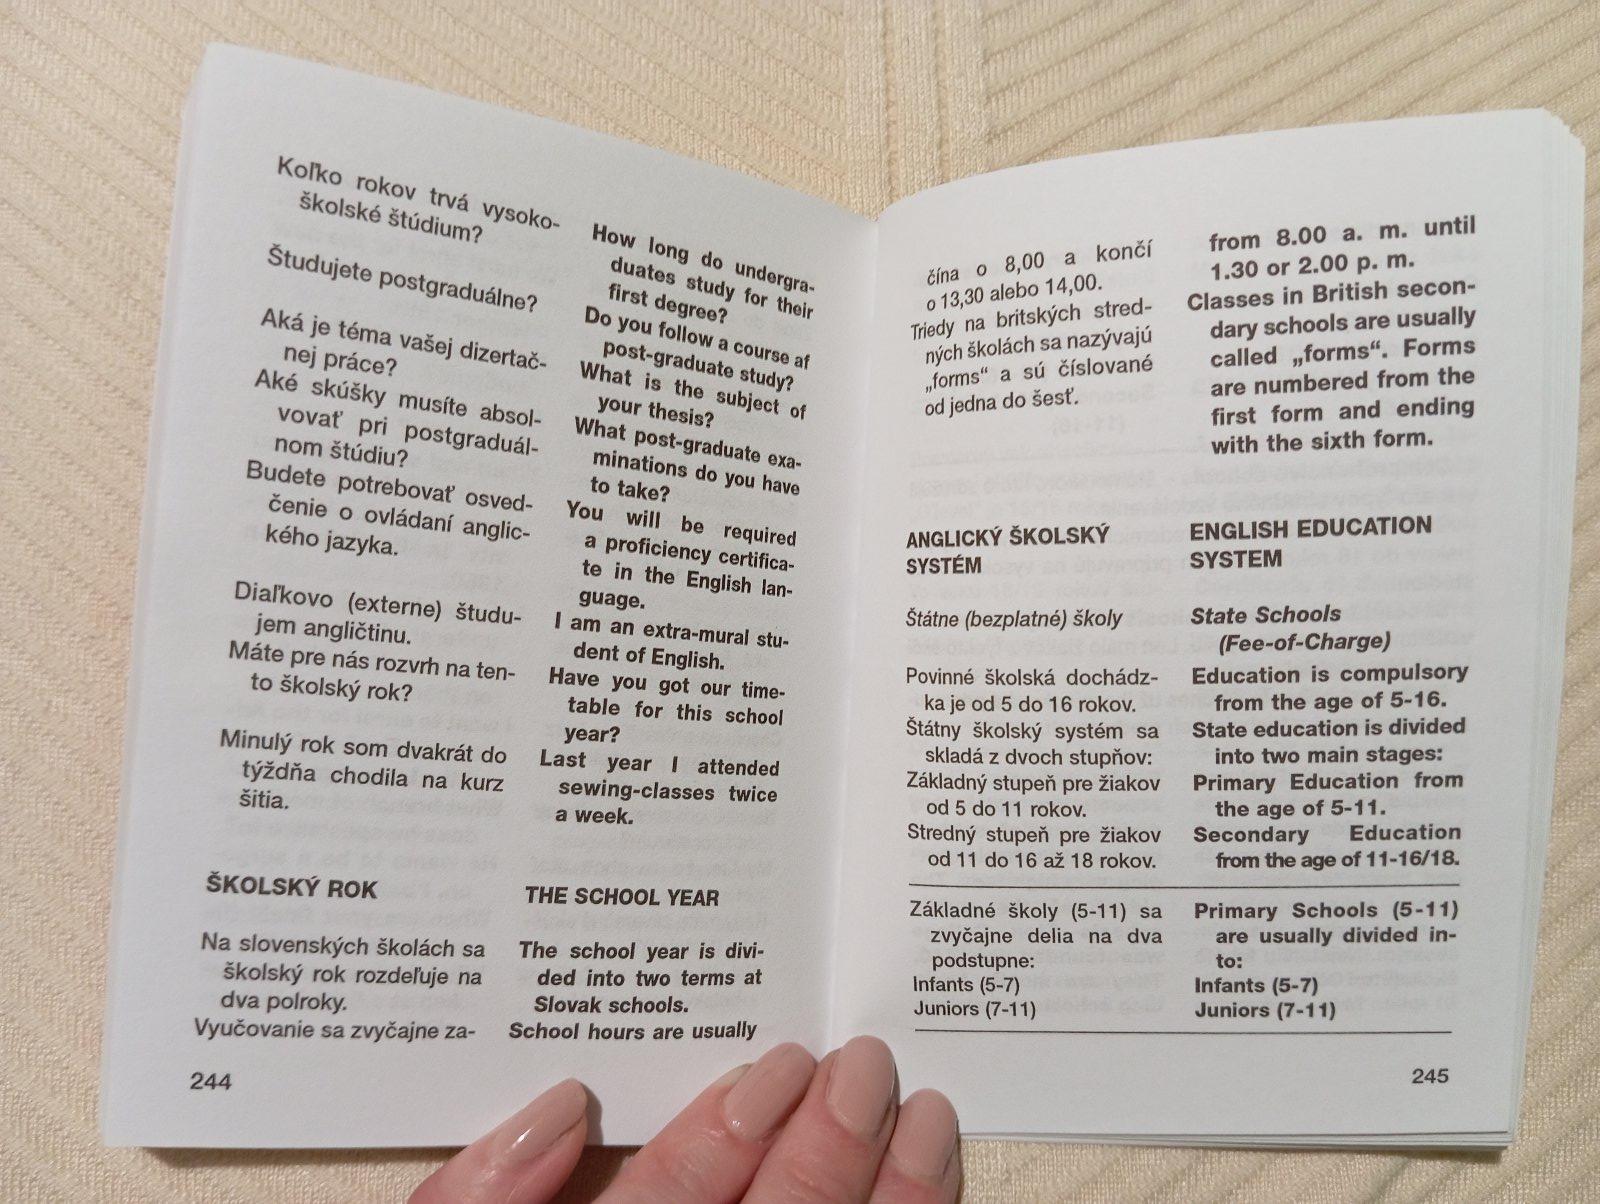 Koľko rokov trvá vysoko-
školské štúdium?
Študujete postgraduálne?
Aká je téma vašej dizertač-
nej práce?
Aké skúšky musíte absol-
vovať pri postgraduál-
nom štúdiu?
Budete potrebovať osved-
čenie o ovládaní anglic-
kého jazyka.
Diaľkovo (externe) študu-
jem angličtinu.
Máte pre nás rozvrh na ten-
to školský rok?
Minulý rok som dvakrát do
týždňa chodila na kurz
šitia.
ŠKOLSKÝ ROK
Na slovenských školách sa
školský rok rozdeľuje na
dva polroky.
Vyučovanie sa zvyčajne za-
244
How long do undergra-
duates study for their
first degree?
Do you follow a course af
post-graduate study?
What is the subject of
your thesis?
What post-graduate exa-
minations do you have
to take?
You will be required
a proficiency certifica-
te in the English lan-
guage.
I am an extra-mural stu-
dent of English.
Have you got our time-
table for this school
year?
Last year I attended
sewing-classes twice
a week.
THE SCHOOL YEAR
The school year is divi-
ded into two terms at
Slovak schools.
School hours are usually
čína o 8,00 a končí
o 13,30 alebo 14,00.
Triedy na britských stred-
ných školách sa nazývajú
„forms“ a sú číslované
od jedna do šesť.
ANGLICKÝ ŠKOLSKÝ
SYSTÉM
Štátne (bezplatné) školy
Povinné školská dochádz-
ka je od 5 do 16 rokov.
Štátny školský systém sa
skladá z dvoch stupňov:
Základný stupeň pre žiakov
od 5 do 11 rokov.
Stredný stupeň pre žiakov
od 11 do 16 až 18 rokov.
Základné školy (5-11) sa
zvyčajne delia na dva
podstupne:
Infants (5-7)
Juniors (7-11)
from 8.00 a. m. until
1.30 or 2.00 p. m.
Classes in British secon-
dary schools are usually
called „forms“. Forms
are numbered from the
first form and ending
with the sixth form.
ENGLISH EDUCATION
SYSTEM
State Schools
(Fee-of-Charge)
Education is compulsory
from the age of 5-16.
State education is divided
into two main stages:
Primary Education from
the age of 5-11.
Secondary Education
from the age of 11-16/18.
Primary Schools (5-11)
are usually divided in-
to:
Infants (5-7)
Juniors (7-11)
245